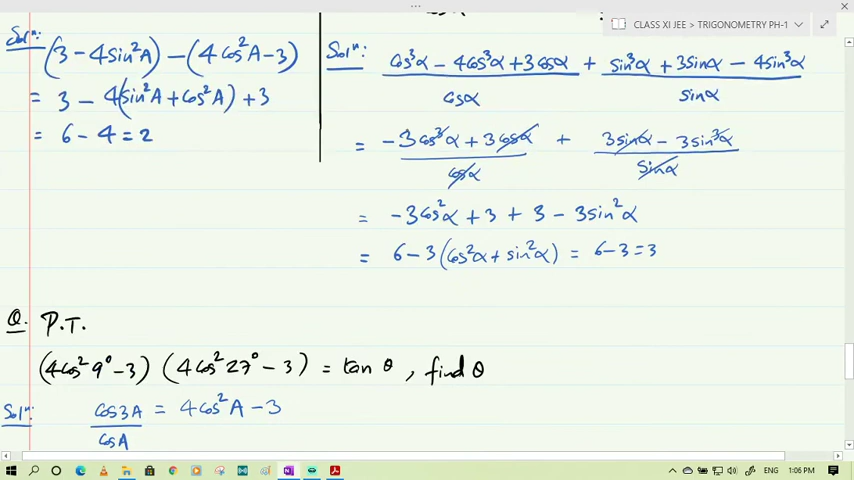 CLASS XI JEE > TRIGONOMETRY PH-1
Solⁿ:
(3 - 4sin²A) - (4cos²A - 3)
= 3 - 4(sin²A + cos²A) + 3
= 6 - 4 = 2
Solⁿ:
cos³α - 4cos³α + 3cosα + sin³α + 3sinα - 4sin³α
cosα sinα
= -3cos³α + 3cosα + 3sinα - 3sin³α
cosα sinα
= -3cos²α + 3 + 3 - 3sin²α
= 6 - 3(cos²α + sin²α) = 6 - 3 = 3
Q. P.T.
(4cos²9° - 3) (4cos²27° - 3) = tanθ, find θ
Solⁿ: cos3A = 4cos²A - 3
cosA
ENG 1:06 PM